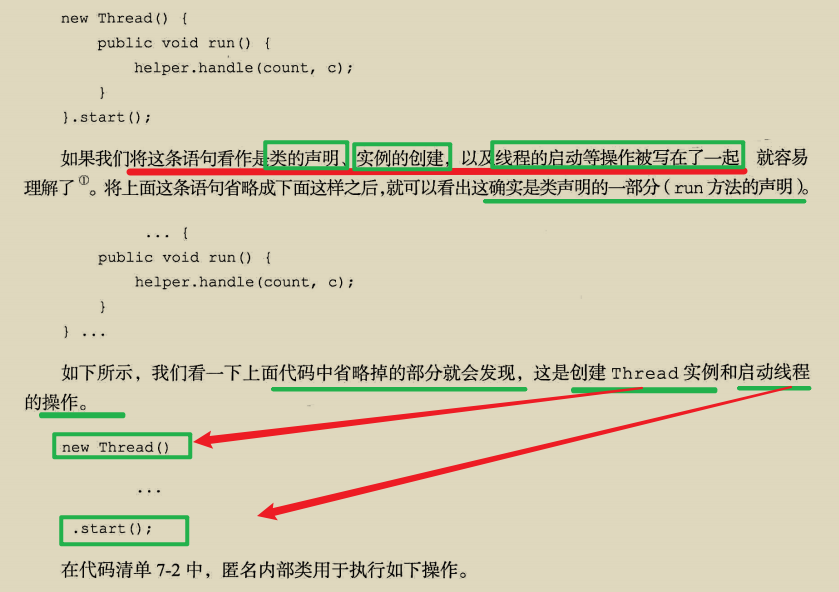 new Thread() {
public void run() {
helper.handle(count, c);
}
}.start();
如果我们将这条语句看作是类的声明、实例的创建,以及线程的启动等操作被写在了一起,就容易
理解了①。将上面这条语句省略成下面这样之后,就可以看出这确实是类声明的一部分(run 方法的声明)。
... {
public void run() {
helper.handle(count, c);
}
} ...
如下所示,我们看一下上面代码中省略掉的部分就会发现,这是创建 Thread 实例和启动线程
的操作。
new Thread()
...
.start();
在代码清单 7-2 中,匿名内部类用于执行如下操作。